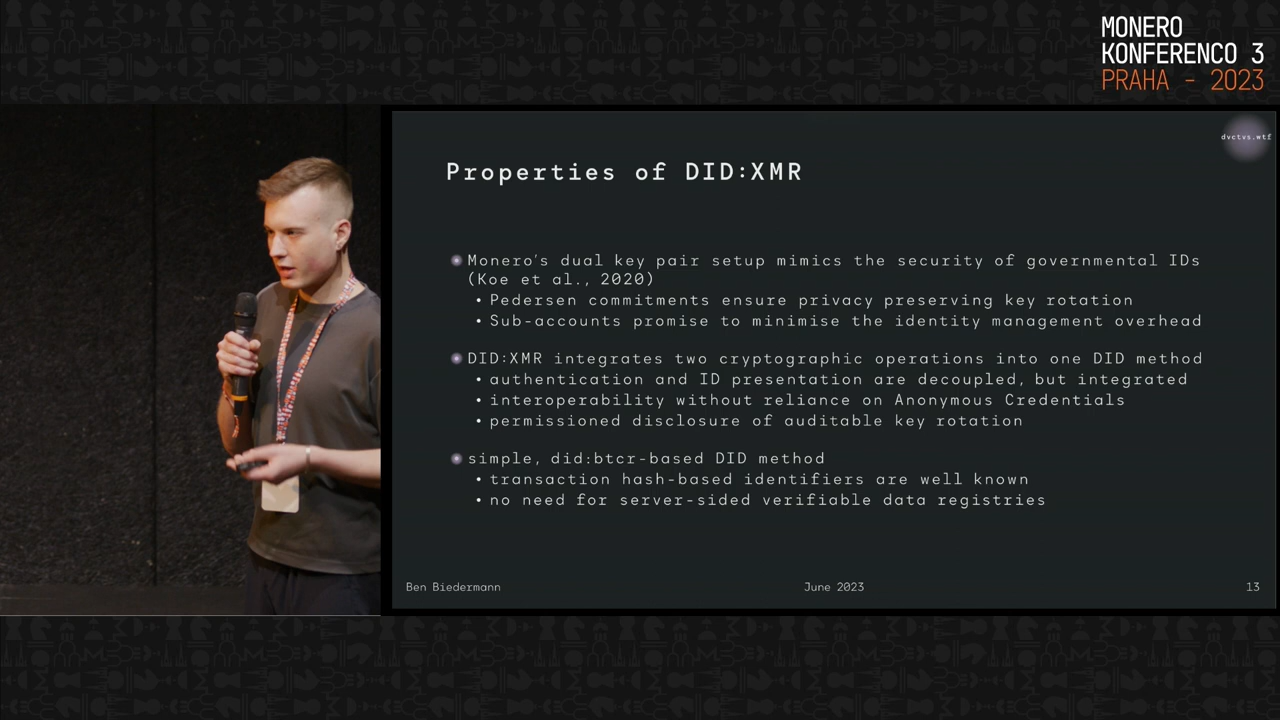 MONERO
KONFERENCO 3
PRAHA - 2023
dvctvs.wtf
Properties of DID:XMR
Monero's dual key pair setup mimics the security of governmental IDs
(Koe et al., 2020)
• Pedersen commitments ensure privacy preserving key rotation
• Sub-accounts promise to minimise the identity management overhead
DID:XMR integrates two cryptographic operations into one DID method
• authentication and ID presentation are decoupled, but integrated
• interoperability without reliance on Anonymous Credentials
• permissioned disclosure of auditable key rotation
simple, did:btcr-based DID method
• transaction hash-based identifiers are well known
• no need for server-sided verifiable data registries
Ben Biedermann
June 2023
13